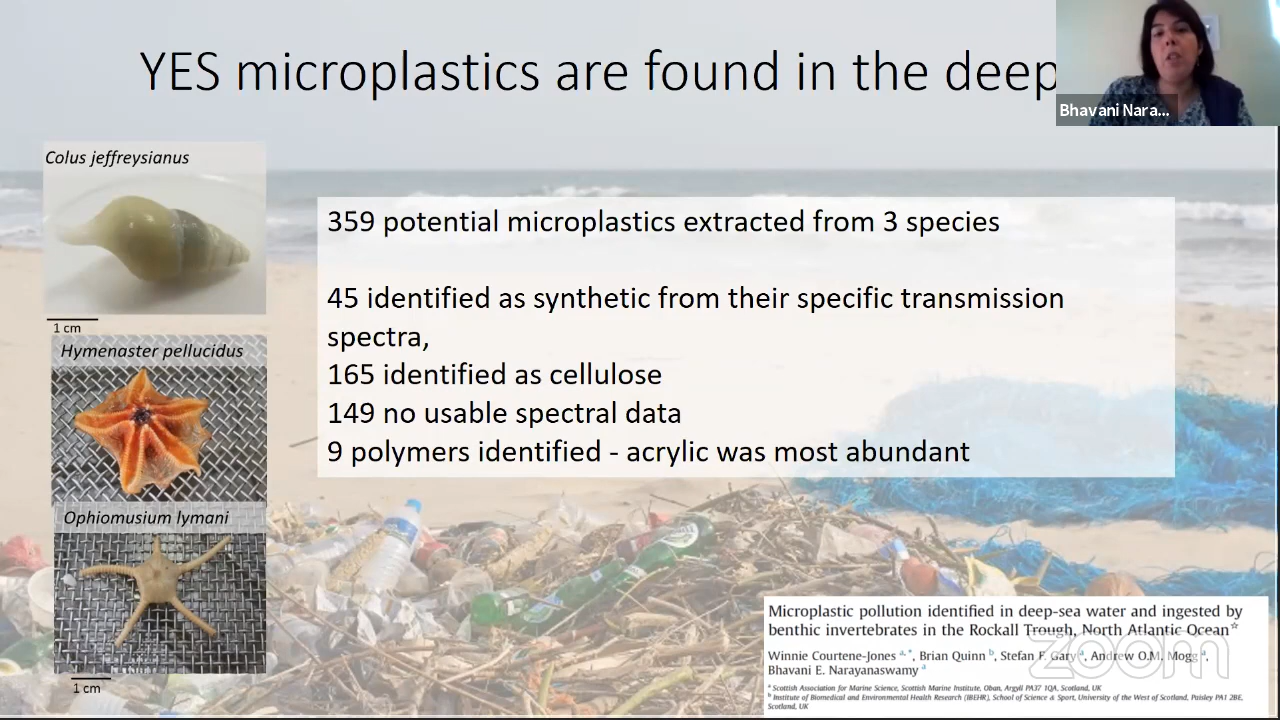 YES microplastics are found in the deep
Bhavani Nara...
Colus jeffreysianus
1 cm
Hymenaster pellucidus
Ophiomusium lymani
1 cm
359 potential microplastics extracted from 3 species
45 identified as synthetic from their specific transmission
spectra,
165 identified as cellulose
149 no usable spectral data
9 polymers identified - acrylic was most abundant
Microplastic pollution identified in deep-sea water and ingested by
benthic invertebrates in the Rockall Trough, North Atlantic Ocean☆
Winnie Courtene-Jones a, *, Brian Quinn b, Stefan F. Gary a, Andrew O.M. Mogg a,
Bhavani E. Narayanaswamy a
a Scottish Association for Marine Science, Scottish Marine Institute, Oban, Argyll PA37 1QA, Scotland, UK
b Institute of Biomedical and Environmental Health Research (IBEHR), School of Science & Sport, University of the West of Scotland, Paisley PA1 2BE,
Scotland, UK
zoom